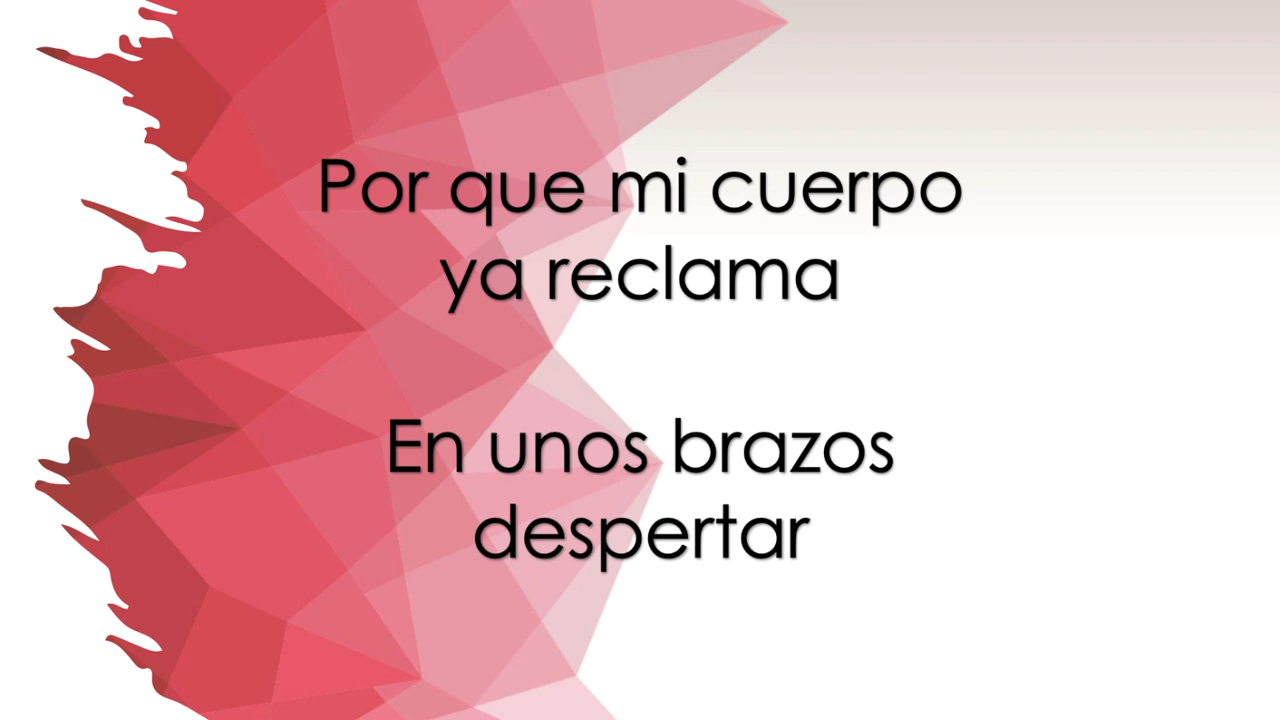 Por que mi cuerpo
ya reclama
En unos brazos
despertar